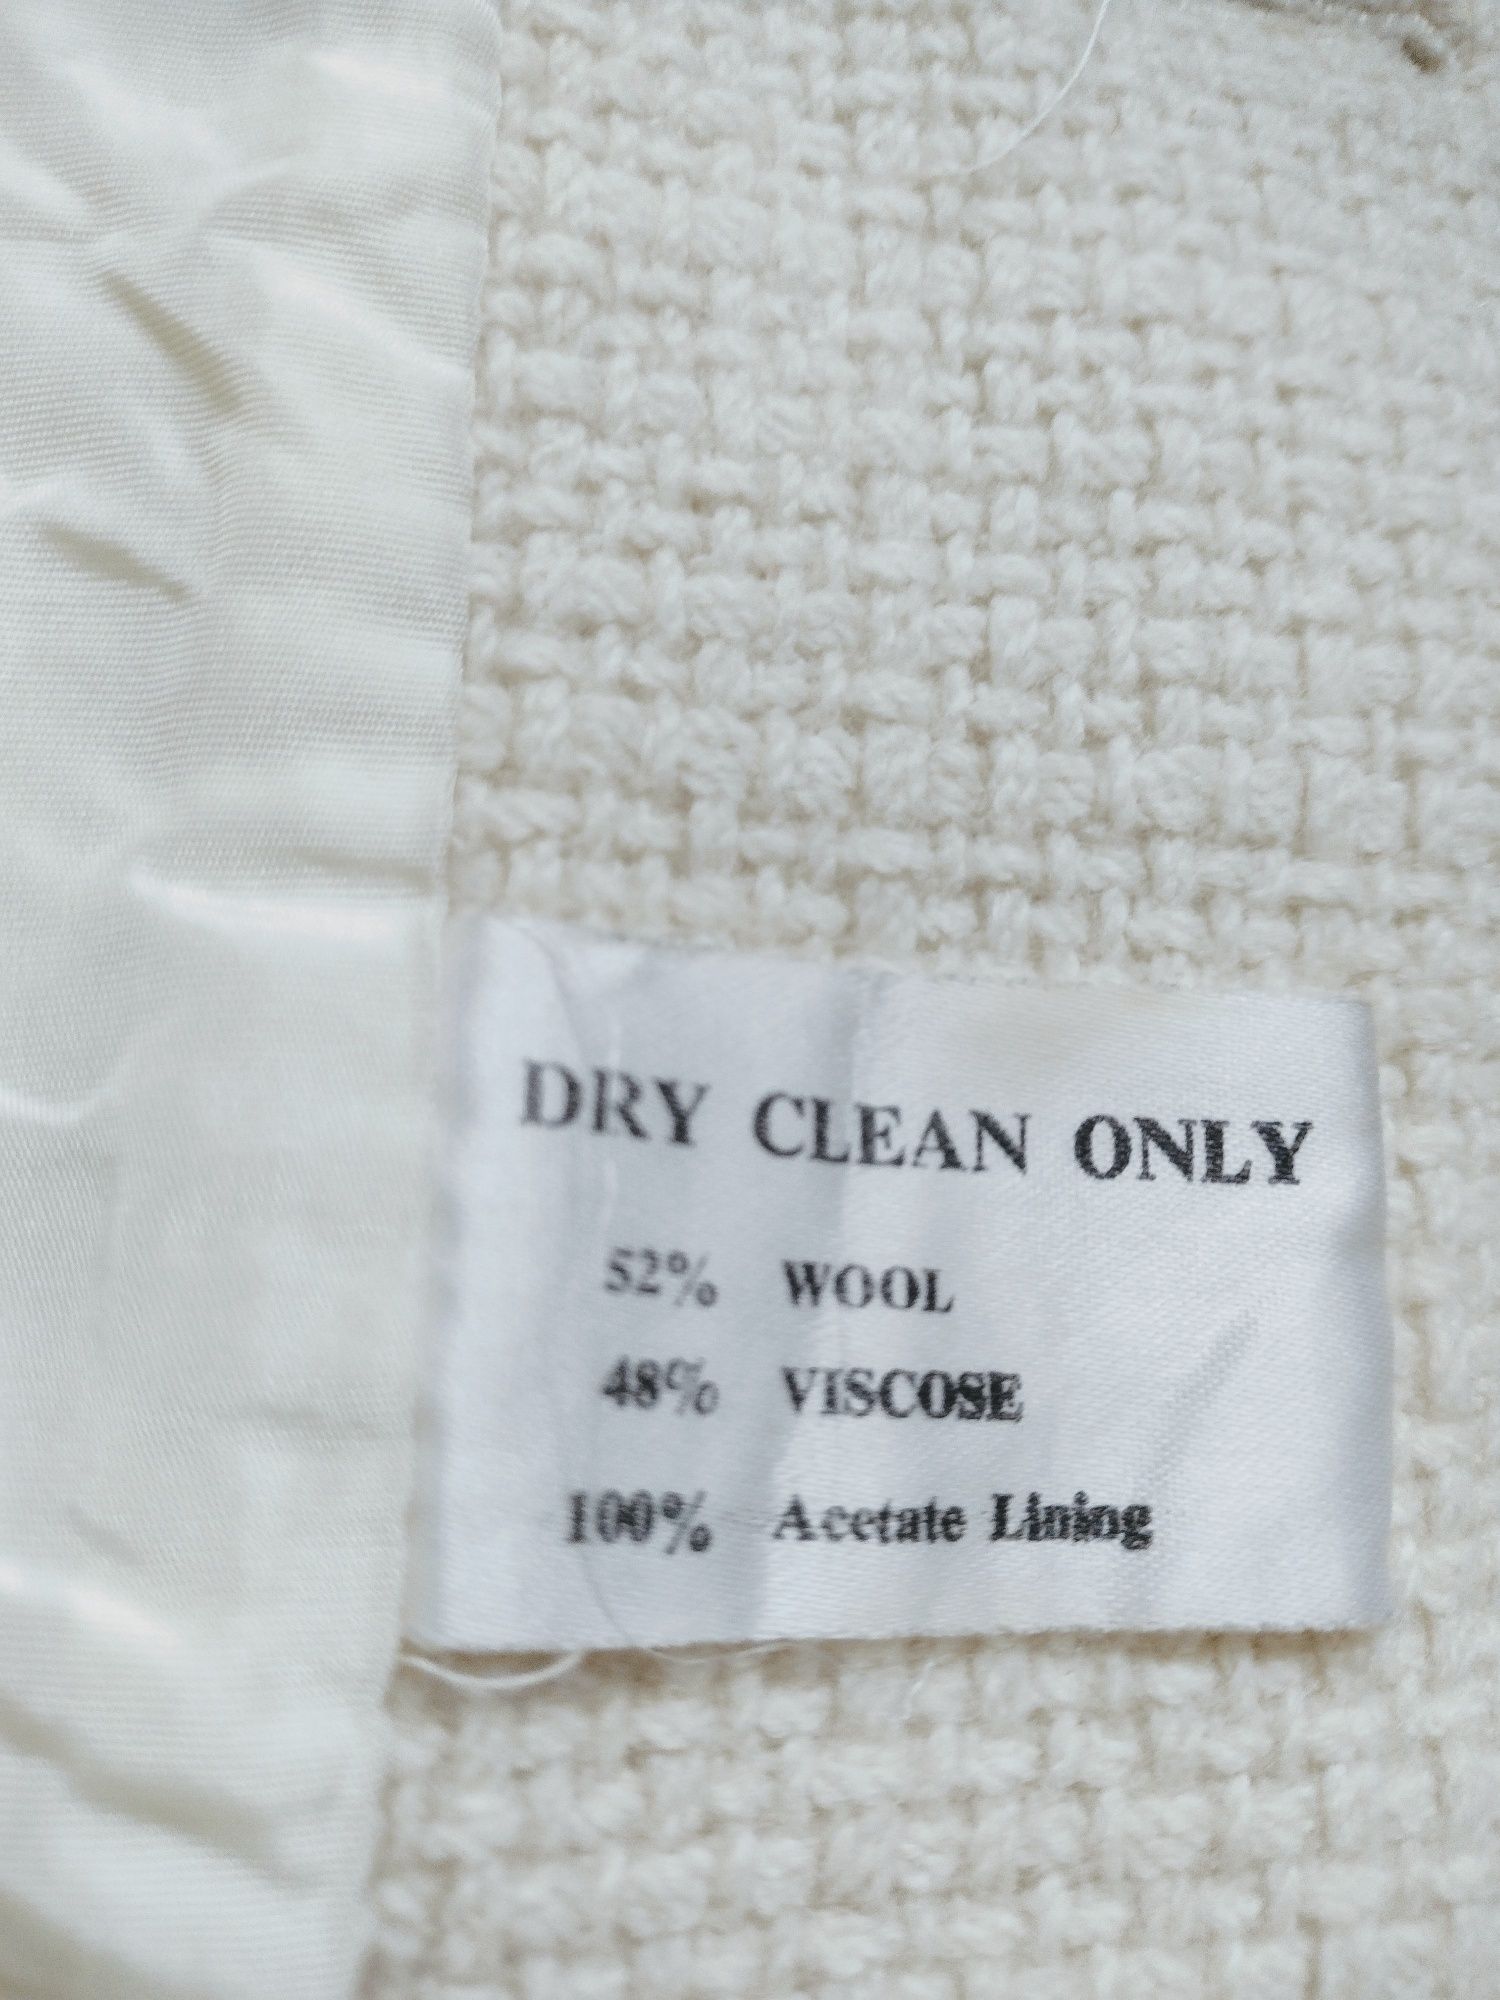 DRY CLEAN ONLY
52% WOOL
48% VISCOSE
100% Acetate Lining